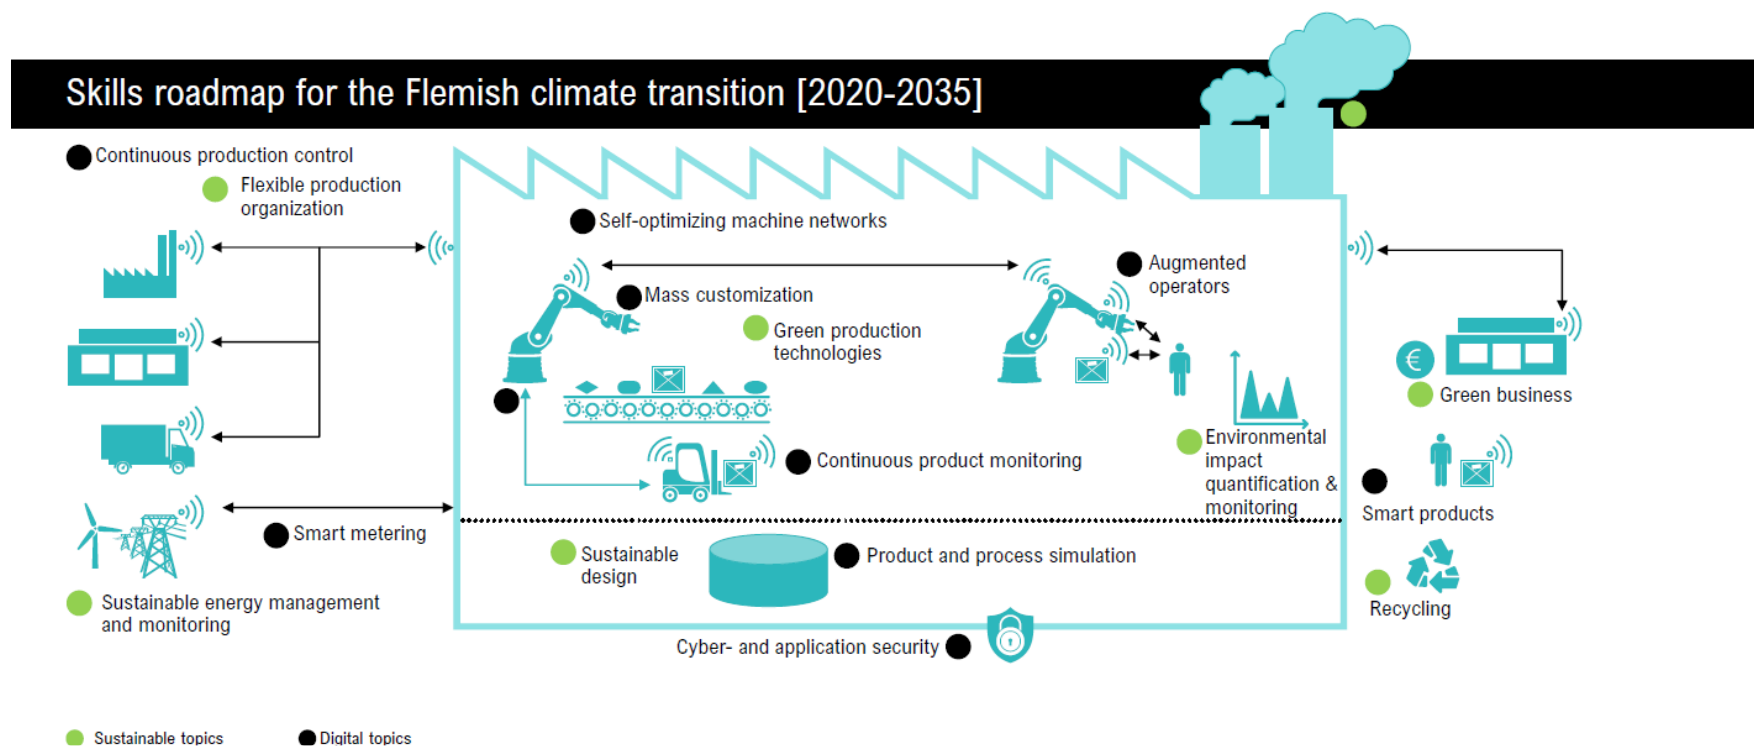 Skills roadmap for the Flemish climate transition [2020-2035]
Continuous production control
Flexible production
organization
Self-optimizing machine networks
Mass customization
Green production
technologies
Augmented
operators
€
Green business
Continuous product monitoring
Environmental
impact
quantification &
monitoring
Smart products
Smart metering
Sustainable
design
Product and process simulation
Sustainable energy management
and monitoring
Recycling
Cyber- and application security
Sustainable topics
Digital topics